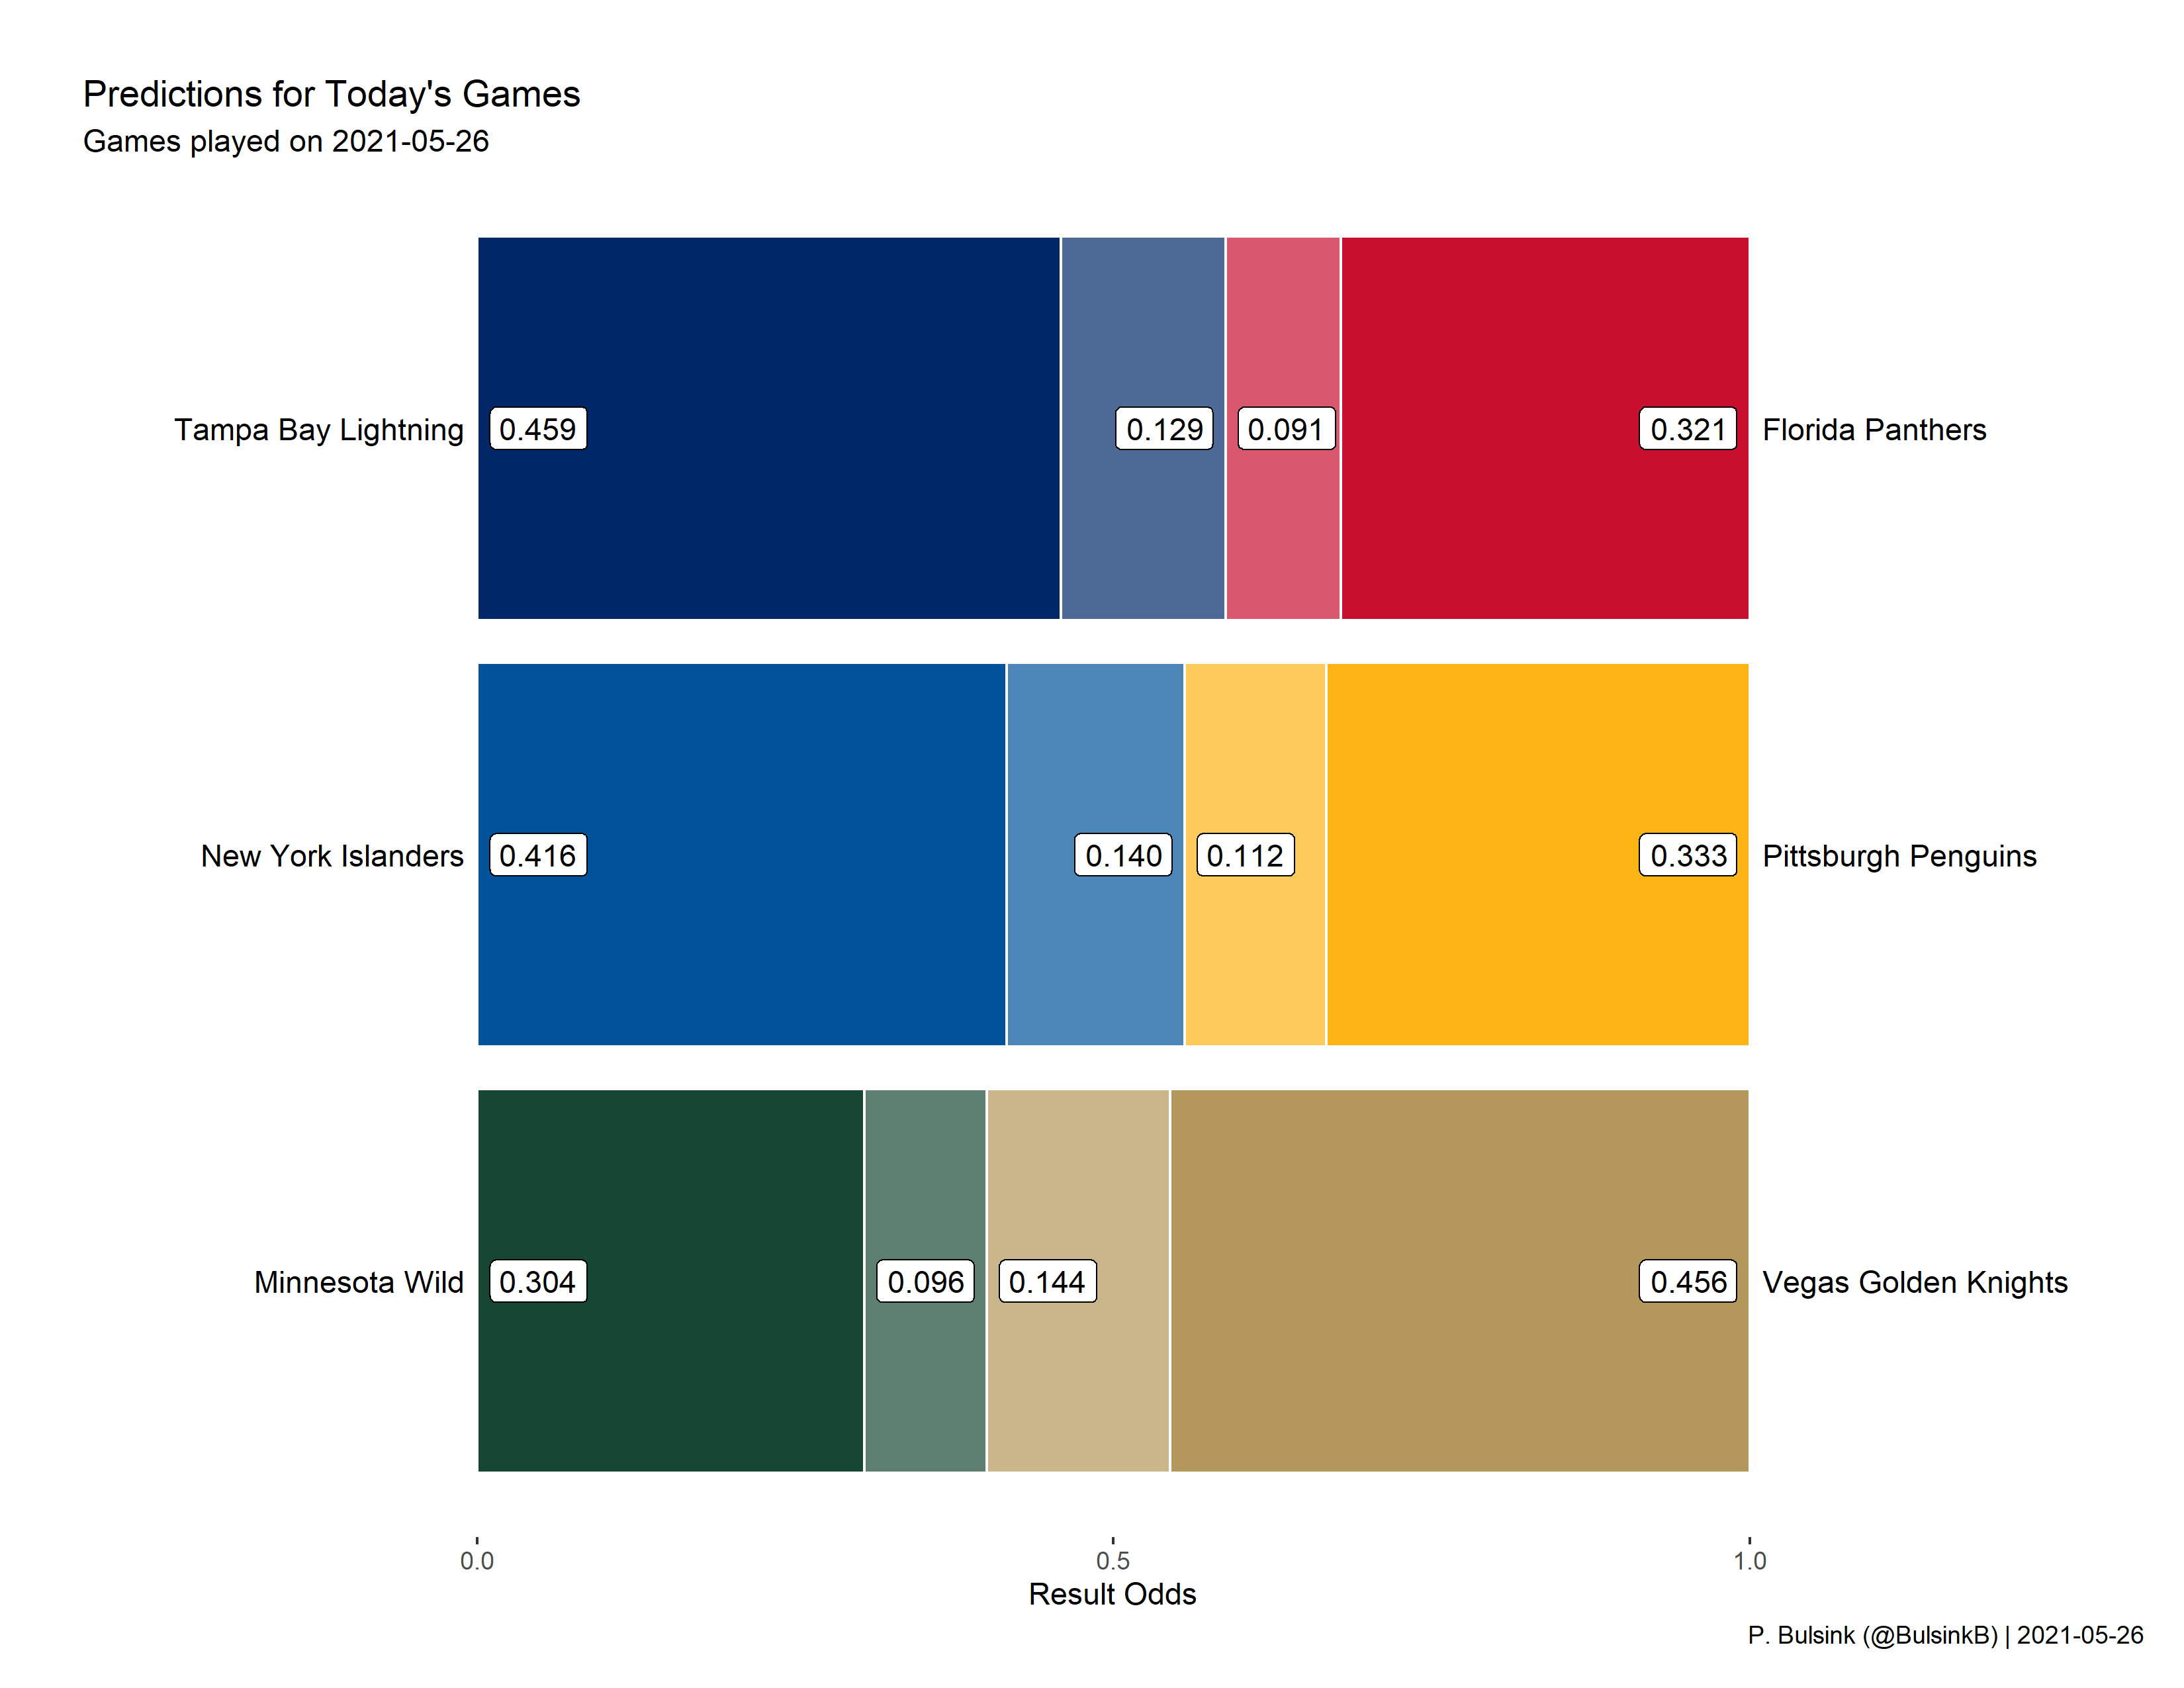 Predictions for Today's Games
Games played on 2021-05-26
Tampa Bay Lightning 0.459 0.129 0.091 0.321 Florida Panthers
New York Islanders 0.416 0.140 0.112 0.333 Pittsburgh Penguins
Minnesota Wild 0.304 0.096 0.144 0.456 Vegas Golden Knights
0.0 0.5 1.0
Result Odds
P. Bulsink (@BulsinkB) | 2021-05-26